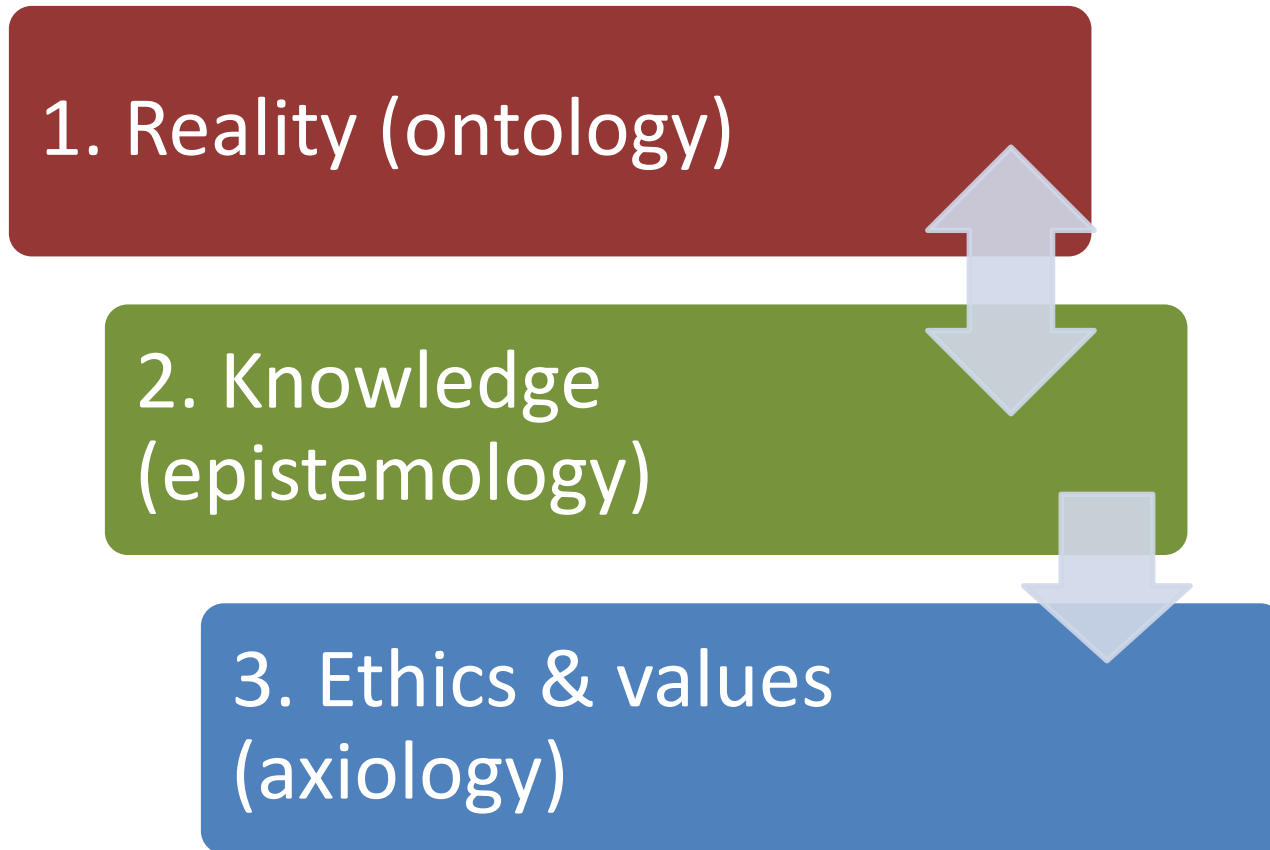 1. Reality (ontology)
2. Knowledge
(epistemology)
3. Ethics & values
(axiology)